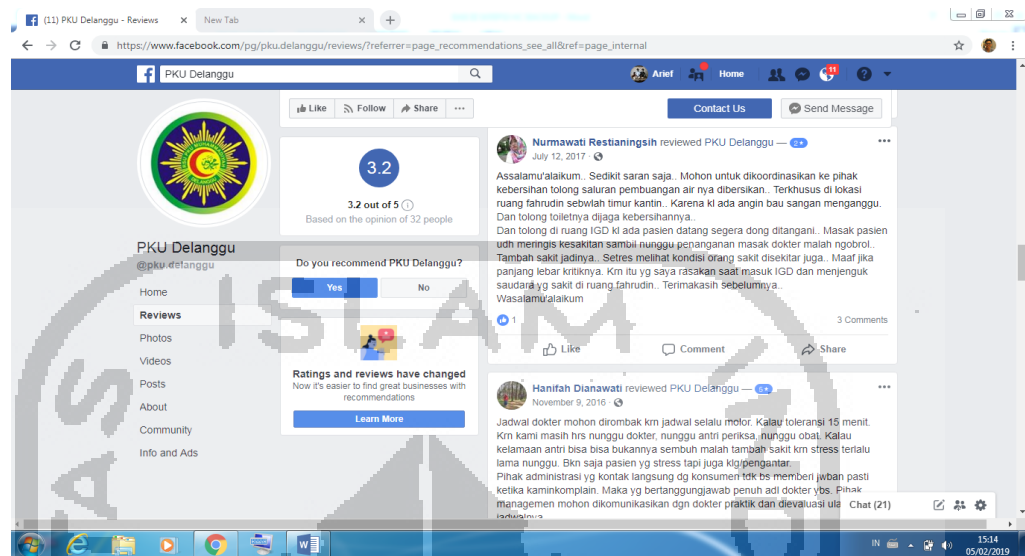 (11) PKU Delanggu - Reviews
New Tab
https://www.facebook.com/pg/pku.delanggu/reviews/?referrer=page_recommendations_see_all&ref=page_internal
PKU Delanggu
Arief
Home
11
Like
Follow
Share
Contact Us
Send Message
PKU Delanggu
@pku.delanggu
Home
Reviews
Photos
Videos
Posts
About
Community
Info and Ads
3.2
3.2 out of 5
Based on the opinion of 32 people
Do you recommend PKU Delanggu?
Yes
No
Ratings and reviews have changed
Now it's easier to find great businesses with
recommendations
Learn More
Nurmawati Restianingsih reviewed PKU Delanggu — 2★
July 12, 2017
Assalamu'alaikum.. Sedikit saran saja.. Mohon untuk dikoordinasikan ke pihak
kebersihan tolong saluran pembuangan air nya dibersikan.. Terkhusus di lokasi
ruang fahrudin sebwlah timur kantin.. Karena kl ada angin bau sangan menganggu.
Dan tolong toiletnya dijaga kebersihannya..
Dan tolong di ruang IGD kl ada pasien datang segera dong ditangani.. Masak pasien
udh meringis kesakitan sambil nunggu penanganan masak dokter malah ngobrol..
Tambah sakit jadinya.. Setres melihat kondisi orang sakit disekitar juga.. Maaf jika
panjang lebar kritiknya. Km itu yg saya rasakan saat masuk IGD dan menjenguk
saudara yg sakit di ruang fahrudin.. Terimakasih sebelumnya..
Wasalamu'alaikum
1
3 Comments
Like
Comment
Share
Hanifah Dianawati reviewed PKU Delanggu — 5★
November 9, 2016
Jadwal dokter mohon dirombak krn jadwal selalu molor. Kalau toleransi 15 menit.
Krn kami masih hrs nunggu dokter, nunggu antri periksa, nunggu obat. Kalau
kelamaan antri bisa bisa bukannya sembuh malah tambah sakit krn stress terlalu
lama nunggu. Bkn saja pasien yg stress tapi juga klg/pengantar.
Pihak administrasi yg kontak langsung dg konsumen tdk bs memberi jwban pasti
ketika kaminkomplain. Maka yg bertanggungjawab penuh adl dokter ybs. Pihak
managemen mohon dikomunikasikan dgn dokter praktik dan dievaluasi ula
jadwalnya
Chat (21)
ISLAM
AS
IN
15:14
05/02/2019